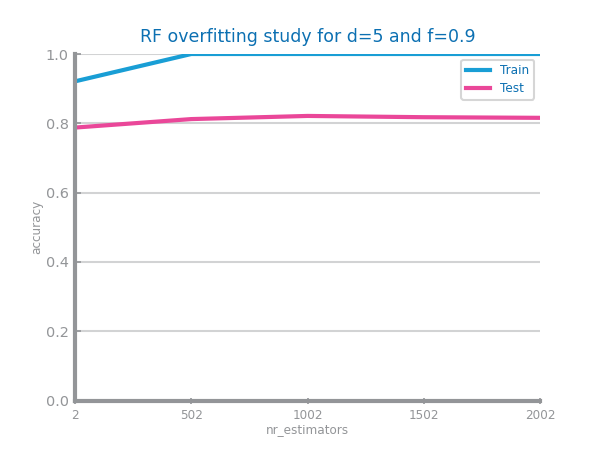 RF overfitting study for d=5 and f=0.9
1.0
0.8
0.6
0.4
0.2
0.0
accuracy
Train
Test
2 502 1002 1502 2002
nr_estimators